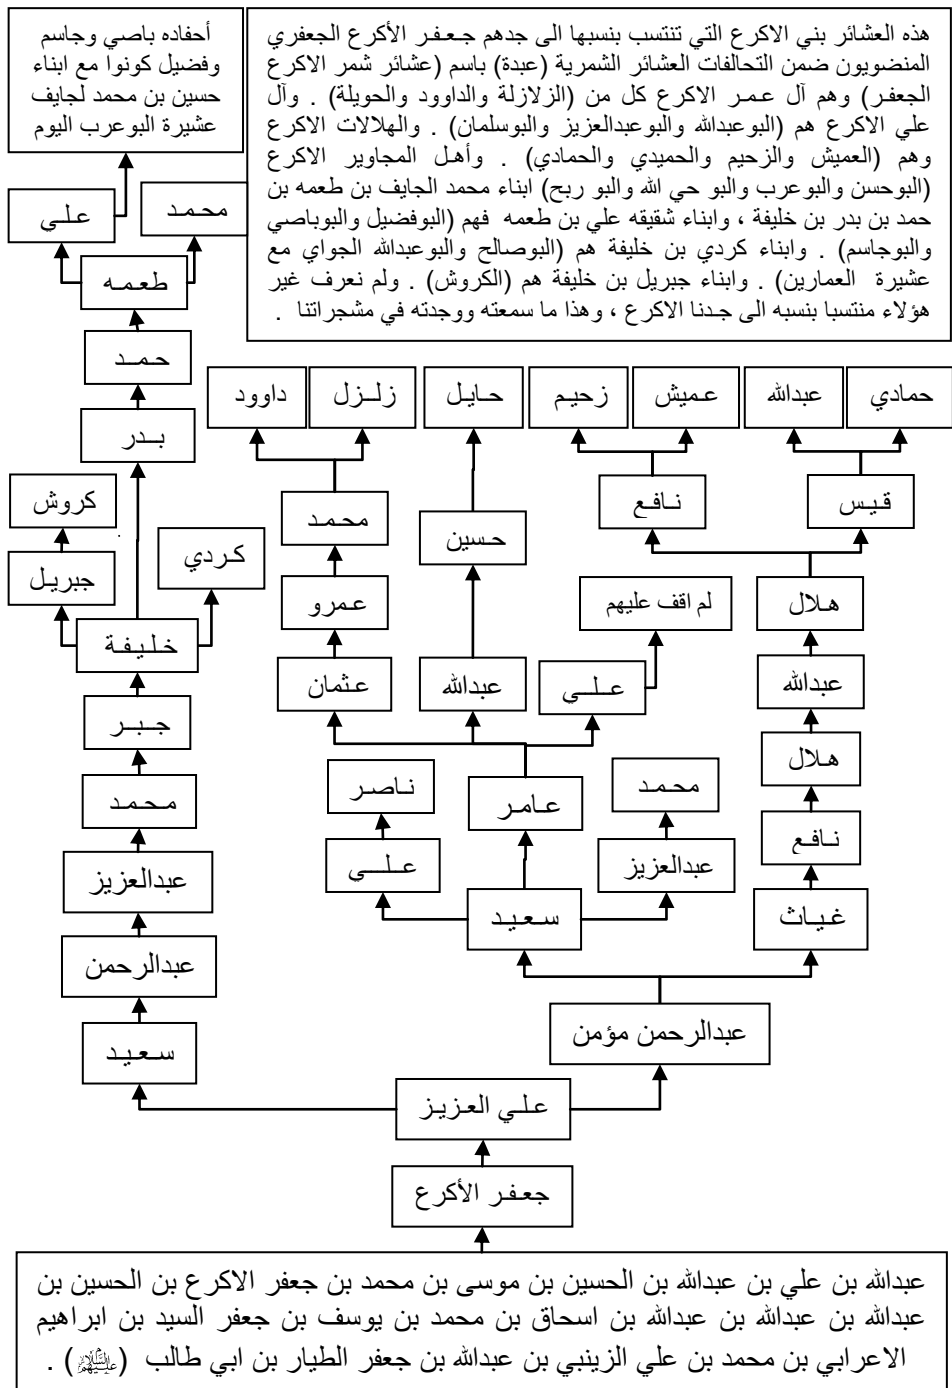 هذه العشائر بني الاكرع التي تنتسب بنسبها الى جدهم جعفر الأكرع الجعفري
المنضويون ضمن التحالفات العشائر الشمرية (عبدة) باسم (عشائر شمر الاكرع
الجعفر) وهم آل عمر الاكرع كل من (الزلازلة والداوود والحويلة) . وآل
علي الاكرع هم (البوعبدالله والبوعبدالعزيز والبوسلمان) . والهلالات الاكرع
وهم (العميش والزحيم والحميدي والحمادي) . وأهل المجاوير الاكرع
(البوحسن والبوعرب والبو حي الله والبو ربح) ابناء محمد الجايف بن طعمه بن
حمد بن بدر بن خليفة ، وابناء شقيقه علي بن طعمه فهم (البوفضيل والبوباصي
والبوجاسم) . وابناء كردي بن خليفة هم (البوصالح والبوعبدالله الجواي مع
عشيرة العمارين) . وابناء جبريل بن خليفة هم (الكروش) . ولم نعرف غير
هؤلاء منتسبا بنسبه الى جدنا الاكرع ، وهذا ما سمعته ووجدته في مشجراتنا .
أحفاده باصي وجاسم
وفضيل كونوا مع ابناء
حسين بن محمد لجايف
عشيرة البوعرب اليوم
محمد
علي
طعمه
حمد
حمادي
عبدالله
عميش
زحيم
حايل
زلزل
داوود
بدر
قيس
نافع
محمد
كروش
حسين
كردي
جبريل
هلال
لم اقف عليهم
عمرو
خليفة
عبدالله
علي
عبدالله
عثمان
جبر
هلال
محمد
عامر
ناصر
محمد
نافع
عبدالعزيز
علي
عبدالعزيز
غياث
سعيد
عبدالرحمن
عبدالرحمن مؤمن
سعيد
علي العزيز
جعفر الأكرع
عبدالله بن علي بن عبدالله بن الحسين بن موسى بن محمد بن جعفر الاكرع بن الحسين بن
عبدالله بن عبدالله بن عبدالله بن اسحاق بن محمد بن يوسف بن جعفر السيد بن ابراهيم
الاعرابي بن محمد بن علي الزينبي بن عبدالله بن جعفر الطيار بن ابي طالب (عليهم السلام) .